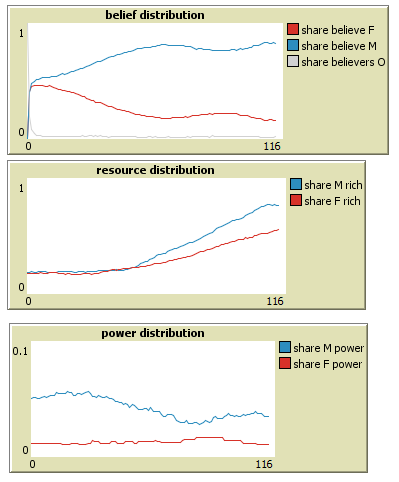 belief distribution
1
share believe F
share believe M
share believers O
0
0 116
resource distribution
1
share M rich
share F rich
0
0 116
power distribution
0.1
share M power
share F power
0
0 116